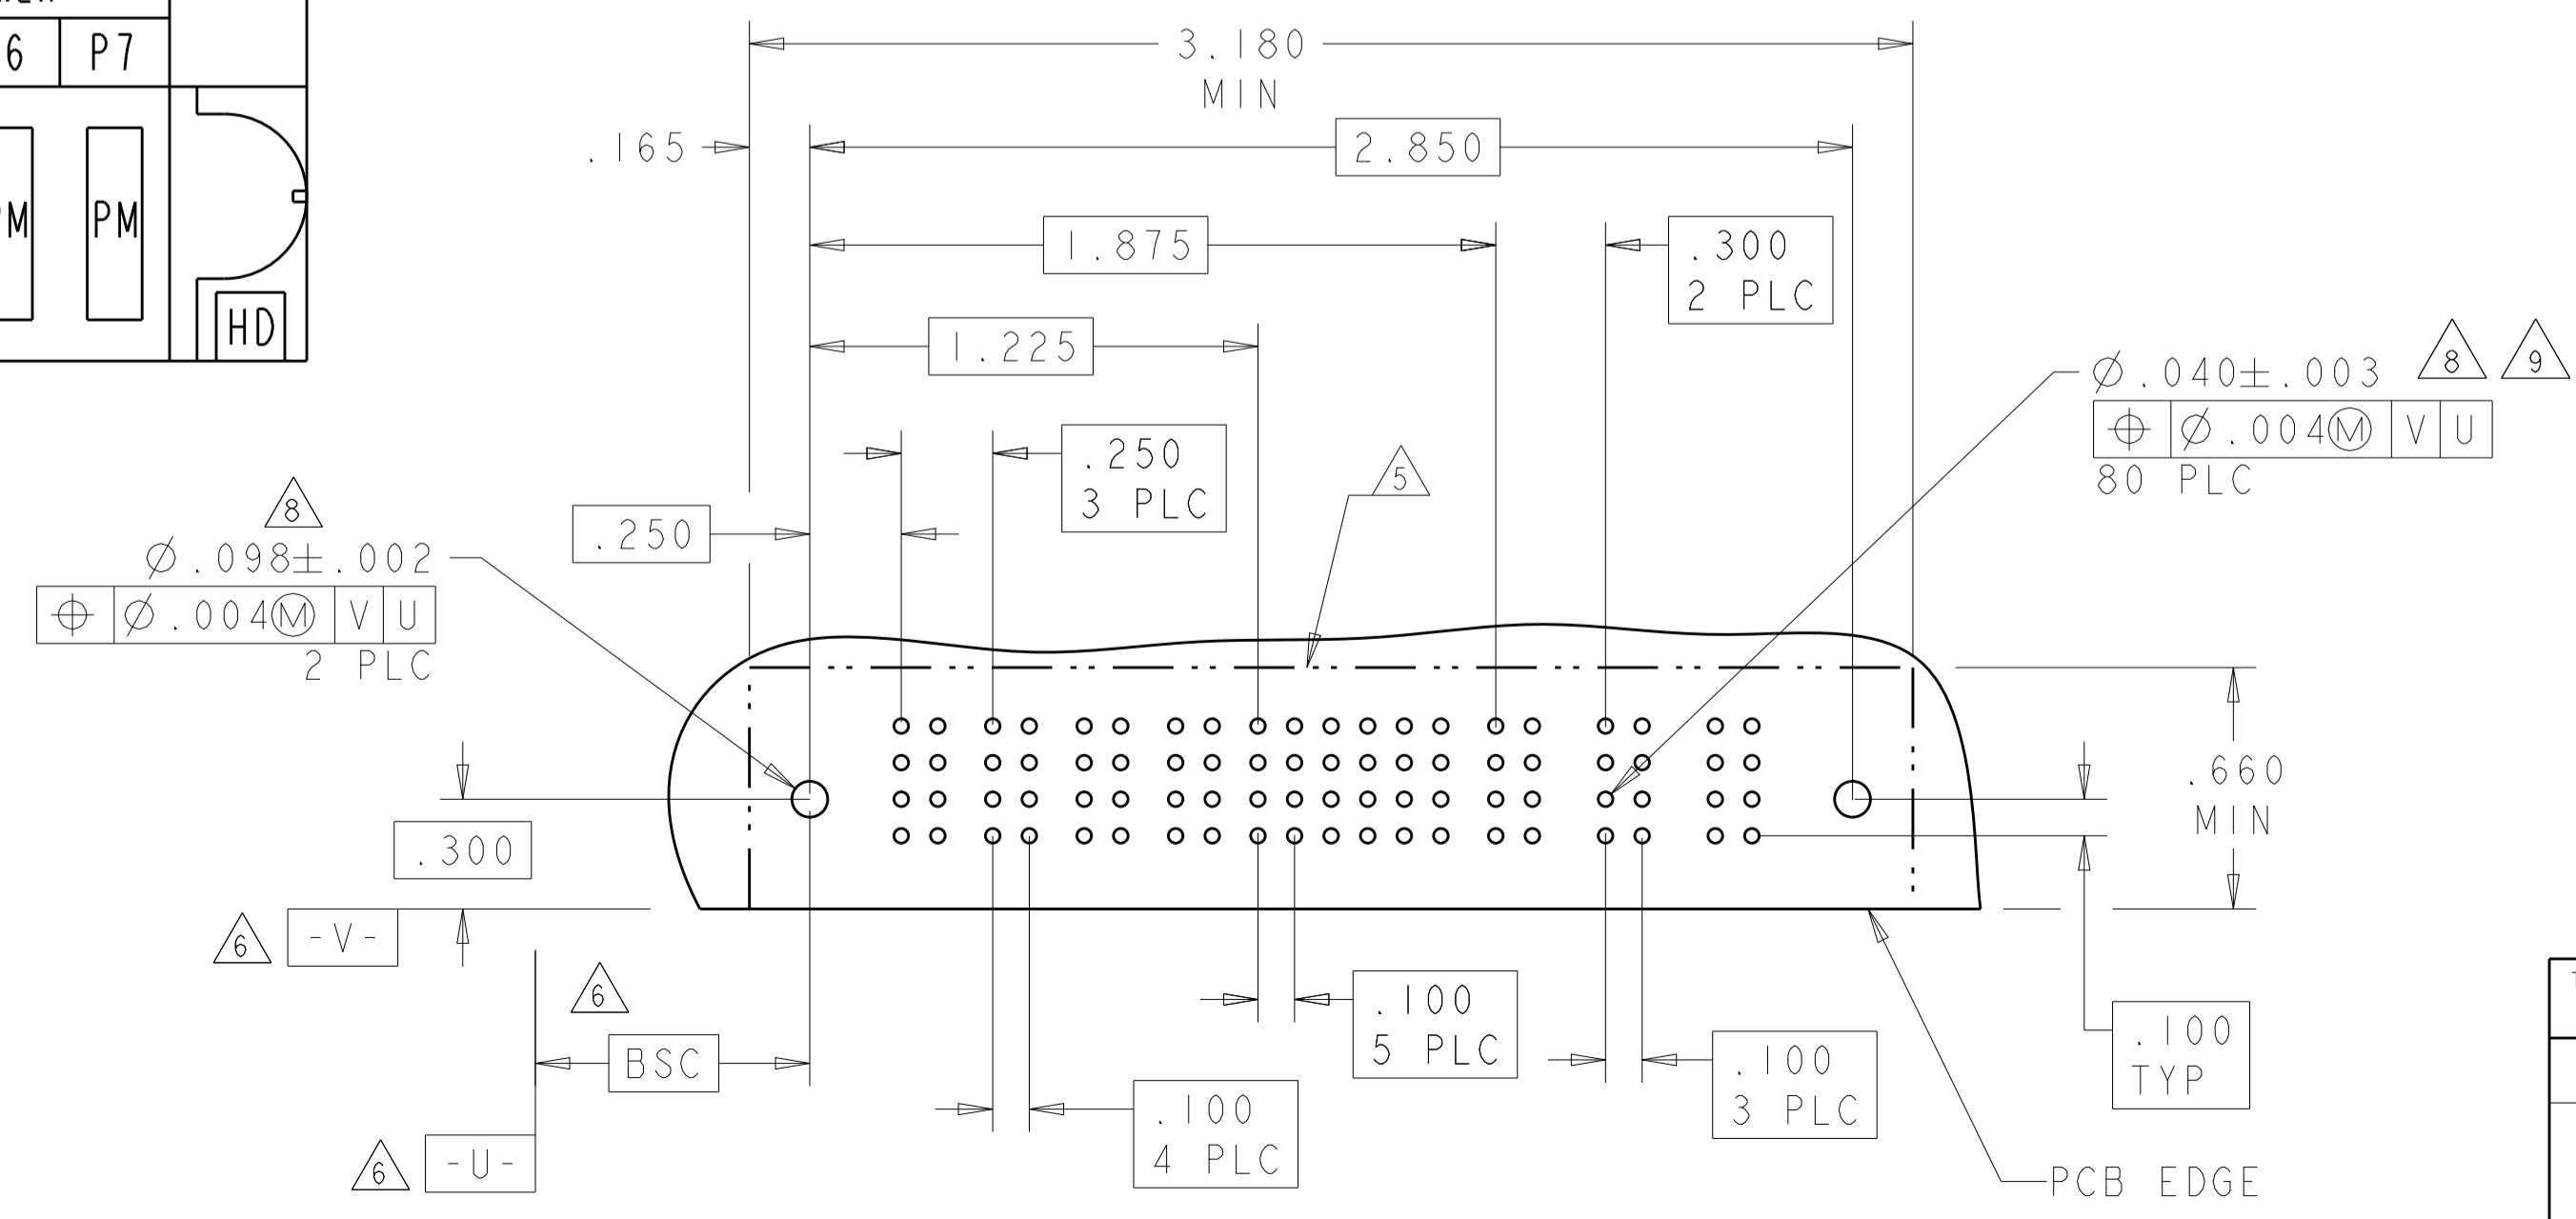 6 P7
PM
HD
3.180
MIN
.165
2.850
1.875
.300
2 PLC
1.225
Ø.040±.003 8 9
⌖ Ø.004Ⓜ V U
80 PLC
.250
3 PLC
5
.250
8
Ø.098±.002
⌖ Ø.004Ⓜ V U
2 PLC
.660
MIN
.300
6 -V-
6
BSC
6 -U-
.100
5 PLC
.100
4 PLC
.100
3 PLC
.100
TYP
PCB EDGE